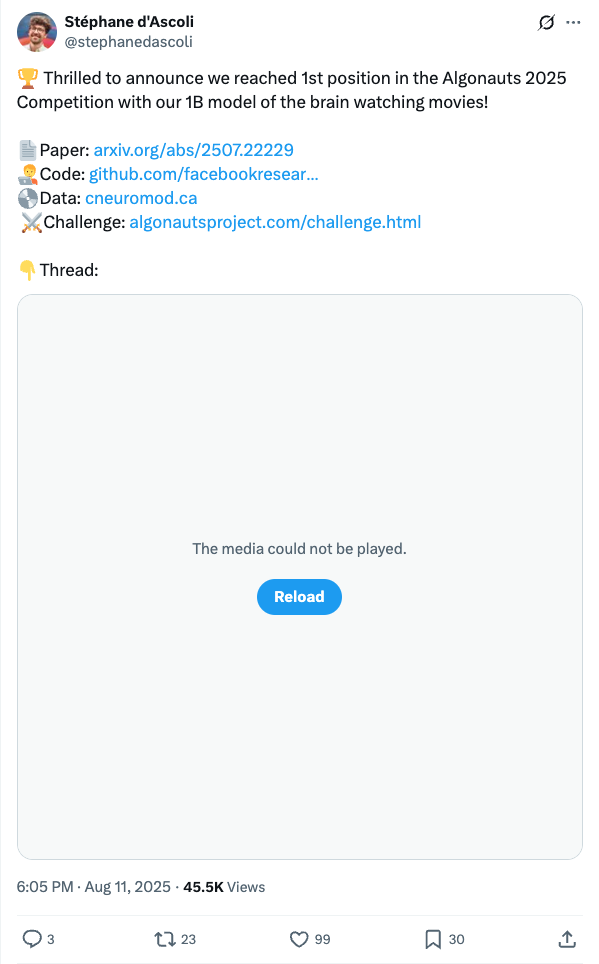 Stéphane d'Ascoli
@stephanedascoli
🏆 Thrilled to announce we reached 1st position in the Algonauts 2025
Competition with our 1B model of the brain watching movies!
📄Paper: arxiv.org/abs/2507.22229
🧑‍💻Code: github.com/facebookresear…
💿Data: cneuromod.ca
⚔️Challenge: algonautsproject.com/challenge.html
👇Thread:
The media could not be played.
Reload
6:05 PM · Aug 11, 2025 · 45.5K Views
3 23 99 30